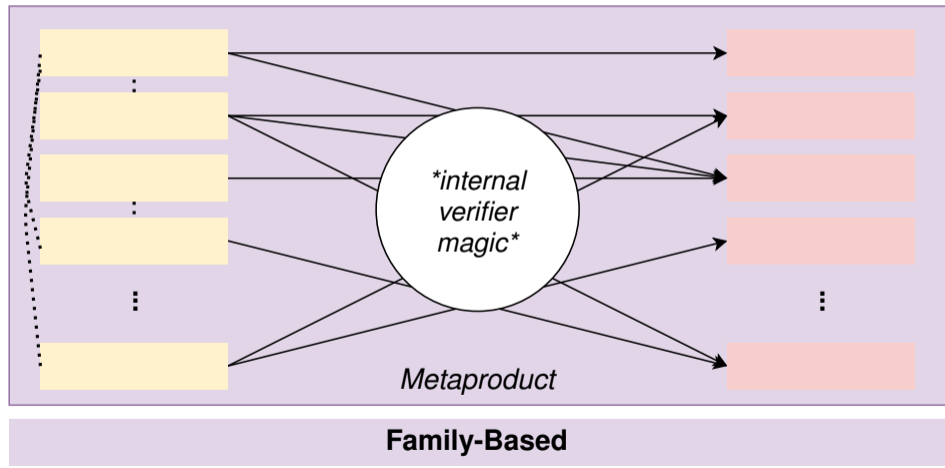 *internal
verifier
magic*
Metaproduct
Family-Based